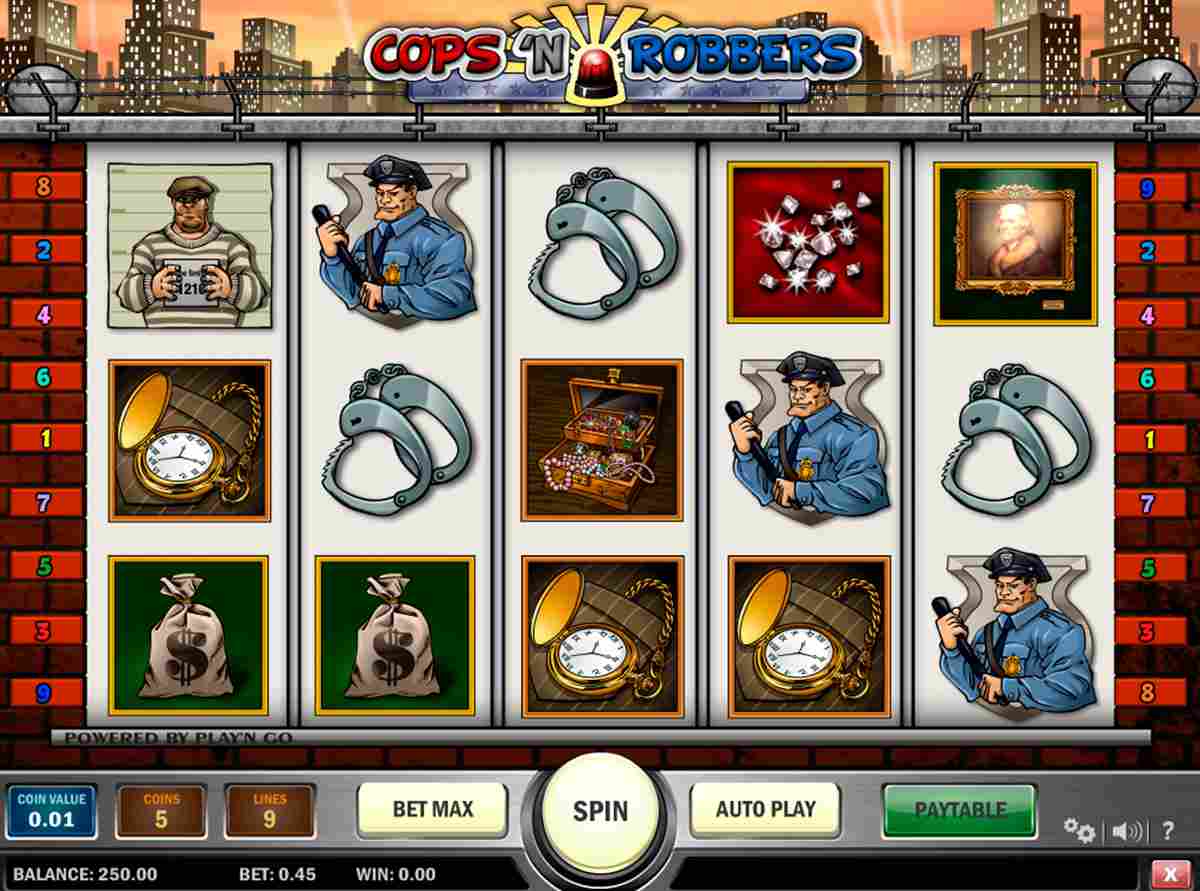 COPS 'N ROBBERS
8
9
2
2
4
4
6
6
1
1
7
7
5
5
3
3
9
8
1216
$
$
POWERED BY PLAY'N GO
COIN VALUE
0.01
COINS
5
LINES
9
BET MAX
SPIN
AUTO PLAY
PAYTABLE
?
BALANCE: 250.00
BET: 0.45
WIN: 0.00
X